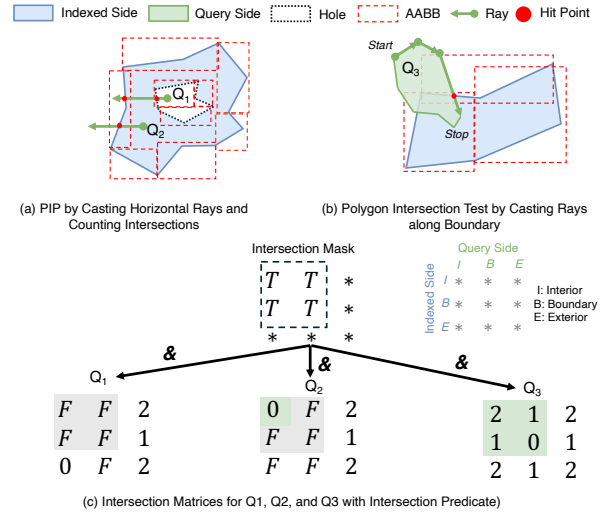 Indexed Side Query Side Hole AABB Ray Hit Point
Start
Q3
Q1
Q2
Stop
(a) PIP by Casting Horizontal Rays and
Counting Intersections
(b) Polygon Intersection Test by Casting Rays
along Boundary
Intersection Mask
T T *
T T *
* * *
Query Side
I B E
Indexed Side
I * * *
B * * *
E * * *
I: Interior
B: Boundary
E: Exterior
& & &
Q1
F F 2
F F 1
0 F 2
Q2
0 F 2
F F 1
F F 2
Q3
2 1 2
1 0 1
2 1 2
(c) Intersection Matrices for Q1, Q2, and Q3 with Intersection Predicate)